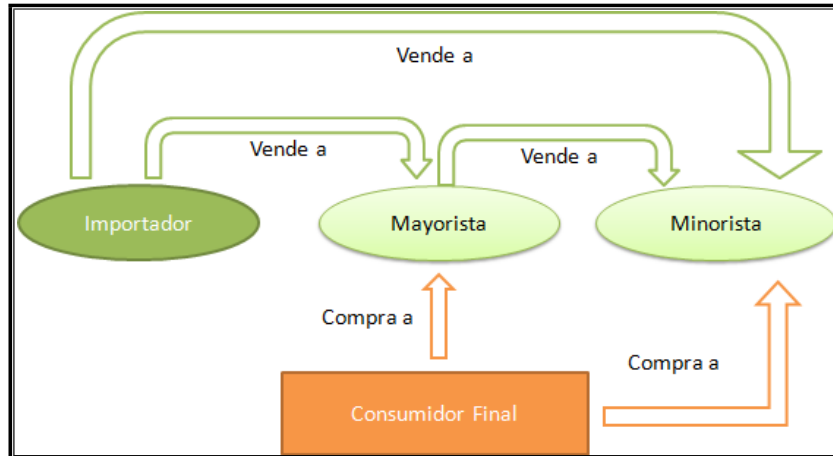 Vende a
Vende a
Vende a
Importador
Mayorista
Minorista
Compra a
Compra a
Consumidor Final